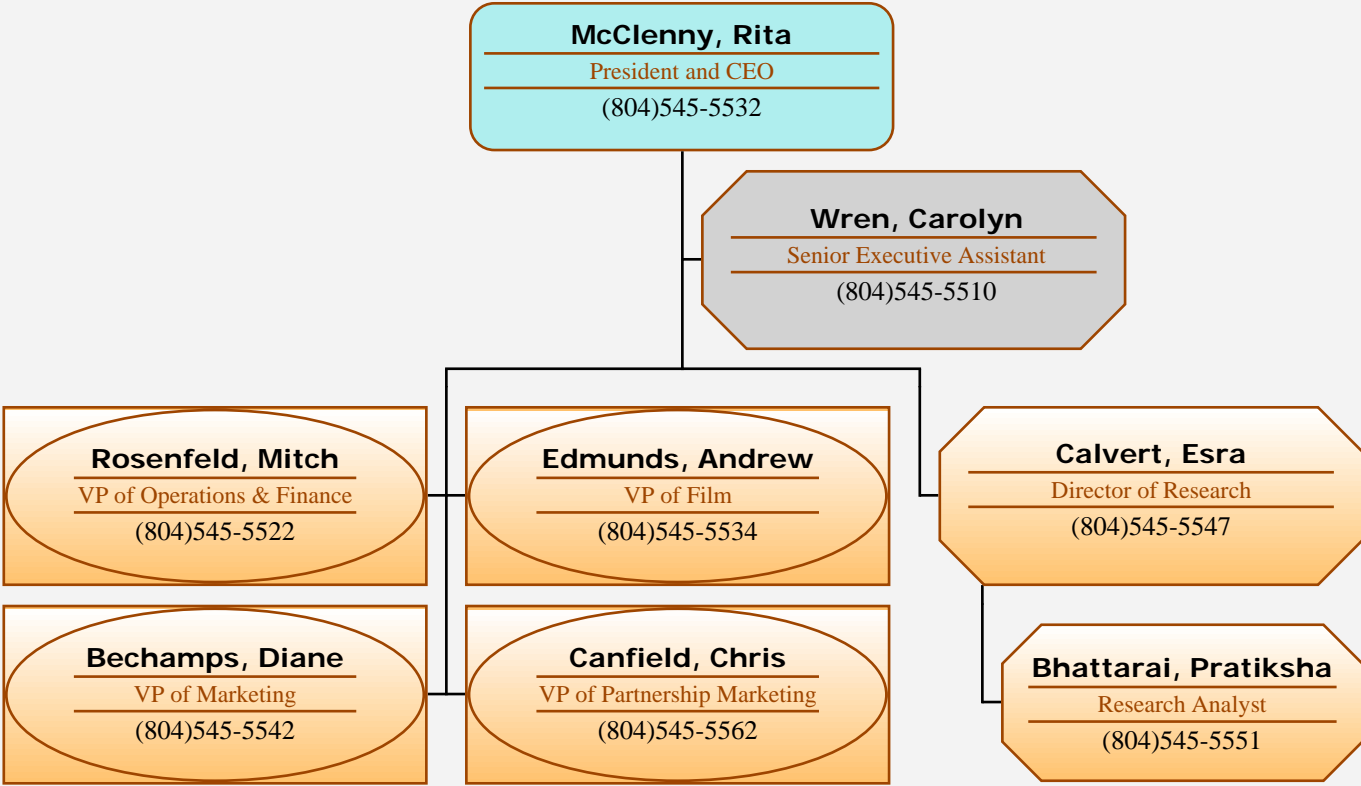 McClenny, Rita
President and CEO
(804)545-5532
Wren, Carolyn
Senior Executive Assistant
(804)545-5510
Rosenfeld, Mitch
VP of Operations & Finance
(804)545-5522
Edmunds, Andrew
VP of Film
(804)545-5534
Calvert, Esra
Director of Research
(804)545-5547
Bechamps, Diane
VP of Marketing
(804)545-5542
Canfield, Chris
VP of Partnership Marketing
(804)545-5562
Bhattarai, Pratiksha
Research Analyst
(804)545-5551